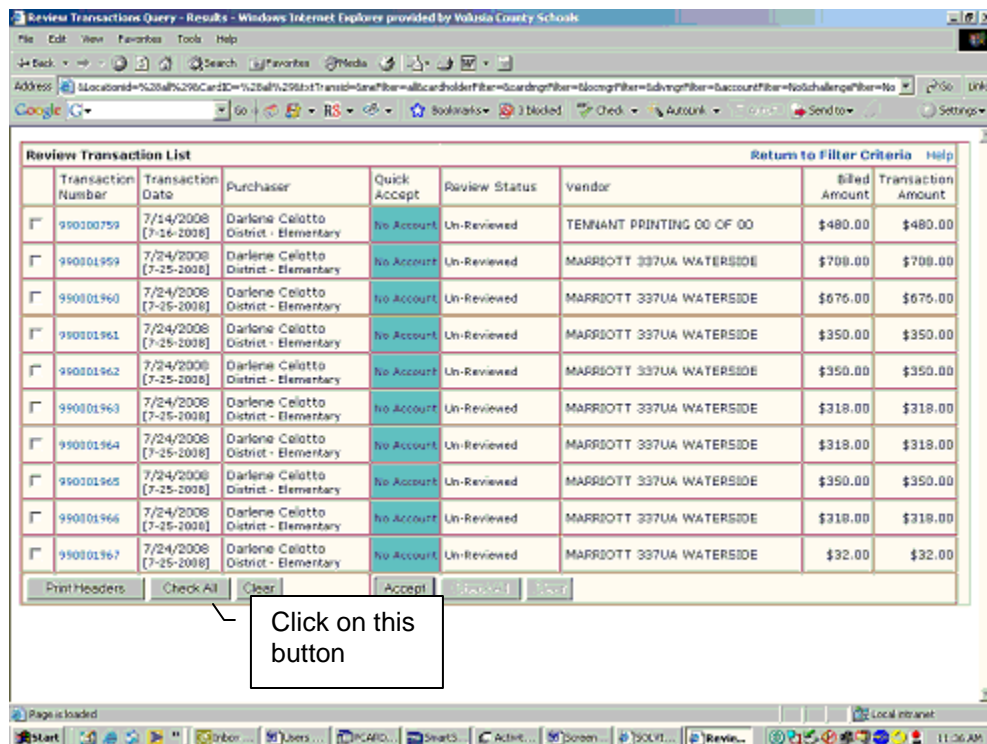 Review Transactions Query - Results - Windows Internet Explorer provided by Volusia County Schools
File Edit View Favorites Tools Help
Back Search Favorites Media
Address
Google Go RS Bookmarks 3 blocked Check AutoLink Send to Settings
Review Transaction List Return to Filter Criteria Help
Transaction Number Transaction Date Purchaser Quick Accept Review Status Vendor Billed Amount Transaction Amount
990100759 7/14/2008 Darlene Celotto No Account Un-Reviewed TENNANT PRINTING 00 OF 00 $480.00 $480.00
[7-16-2008] District - Elementary
990001959 7/24/2008 Darlene Celotto No Account Un-Reviewed MARRIOTT 337UA WATERSIDE $708.00 $708.00
[7-25-2008] District - Elementary
990001960 7/24/2008 Darlene Celotto No Account Un-Reviewed MARRIOTT 337UA WATERSIDE $676.00 $676.00
[7-25-2008] District - Elementary
990001961 7/24/2008 Darlene Celotto No Account Un-Reviewed MARRIOTT 337UA WATERSIDE $350.00 $350.00
[7-25-2008] District - Elementary
990001962 7/24/2008 Darlene Celotto No Account Un-Reviewed MARRIOTT 337UA WATERSIDE $350.00 $350.00
[7-25-2008] District - Elementary
990001963 7/24/2008 Darlene Celotto No Account Un-Reviewed MARRIOTT 337UA WATERSIDE $318.00 $318.00
[7-25-2008] District - Elementary
990001964 7/24/2008 Darlene Celotto No Account Un-Reviewed MARRIOTT 337UA WATERSIDE $318.00 $318.00
[7-25-2008] District - Elementary
990001965 7/24/2008 Darlene Celotto No Account Un-Reviewed MARRIOTT 337UA WATERSIDE $350.00 $350.00
[7-25-2008] District - Elementary
990001966 7/24/2008 Darlene Celotto No Account Un-Reviewed MARRIOTT 337UA WATERSIDE $318.00 $318.00
[7-25-2008] District - Elementary
990001967 7/24/2008 Darlene Celotto No Account Un-Reviewed MARRIOTT 337UA WATERSIDE $32.00 $32.00
[7-25-2008] District - Elementary
Print Headers Check All Clear Accept Check All Clear
Click on this
button
Page is loaded Local intranet
Start Inbox ... Users ... PCARD... SmartS... Active... Screen... Revie... 11:36 AM